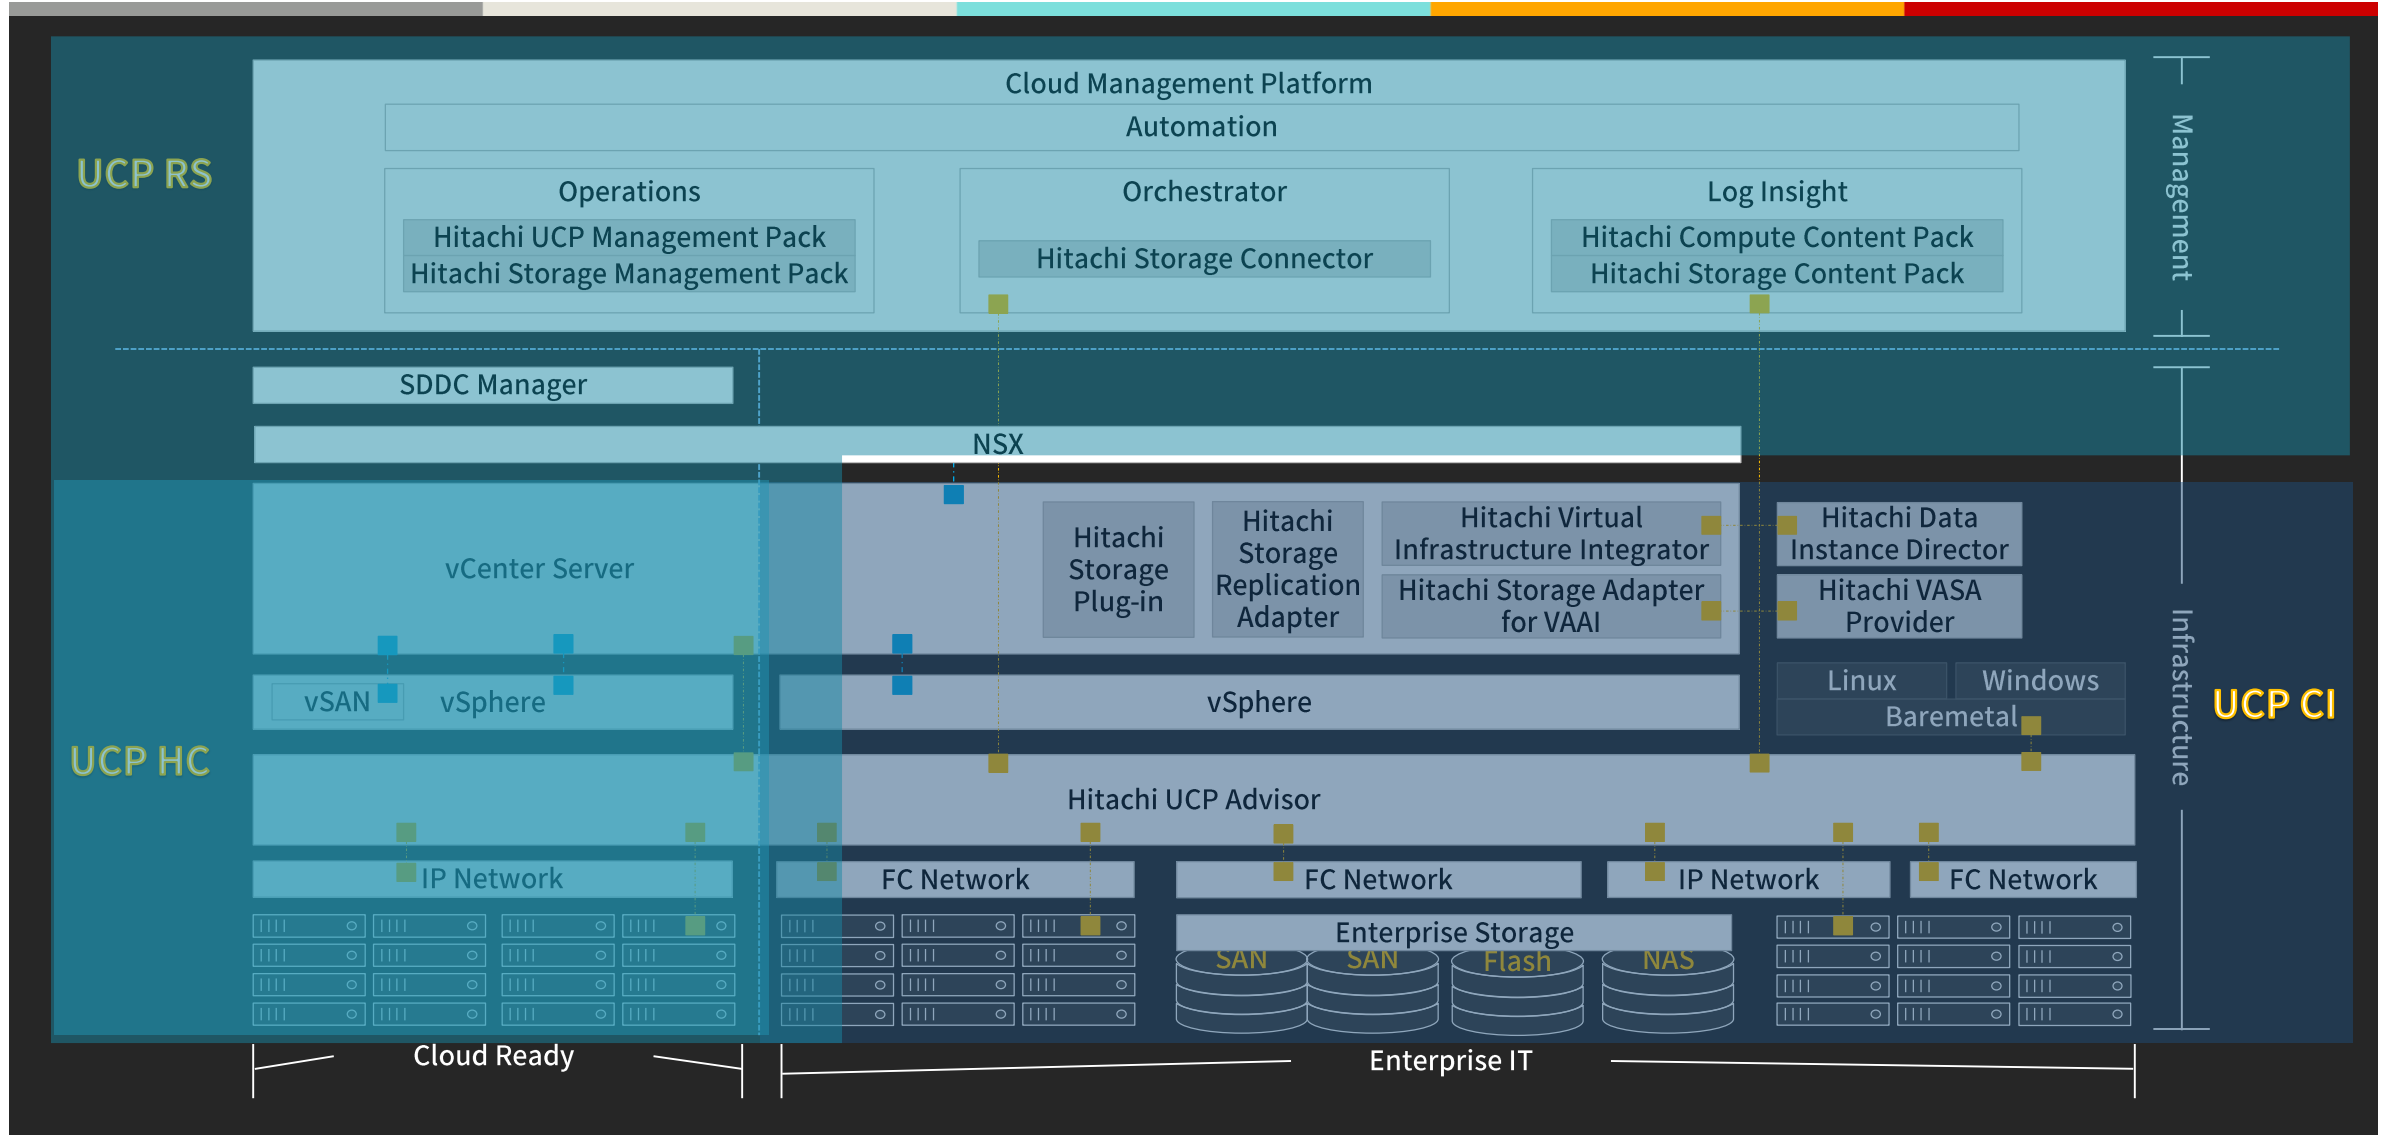 Cloud Management Platform
Automation
UCP RS
Operations
Hitachi UCP Management Pack
Hitachi Storage Management Pack
Orchestrator
Hitachi Storage Connector
Log Insight
Hitachi Compute Content Pack
Hitachi Storage Content Pack
Management
SDDC Manager
NSX
vCenter Server
Hitachi
Storage
Plug-in
Hitachi
Storage
Replication
Adapter
Hitachi Virtual
Infrastructure Integrator
Hitachi Storage Adapter
for VAAI
Hitachi Data
Instance Director
Hitachi VASA
Provider
vSAN
vSphere
vSphere
Linux
Windows
Baremetal
Infrastructure
UCP CI
UCP HC
Hitachi UCP Advisor
IP Network
FC Network
FC Network
IP Network
FC Network
Enterprise Storage
SAN
SAN
Flash
NAS
Cloud Ready
Enterprise IT